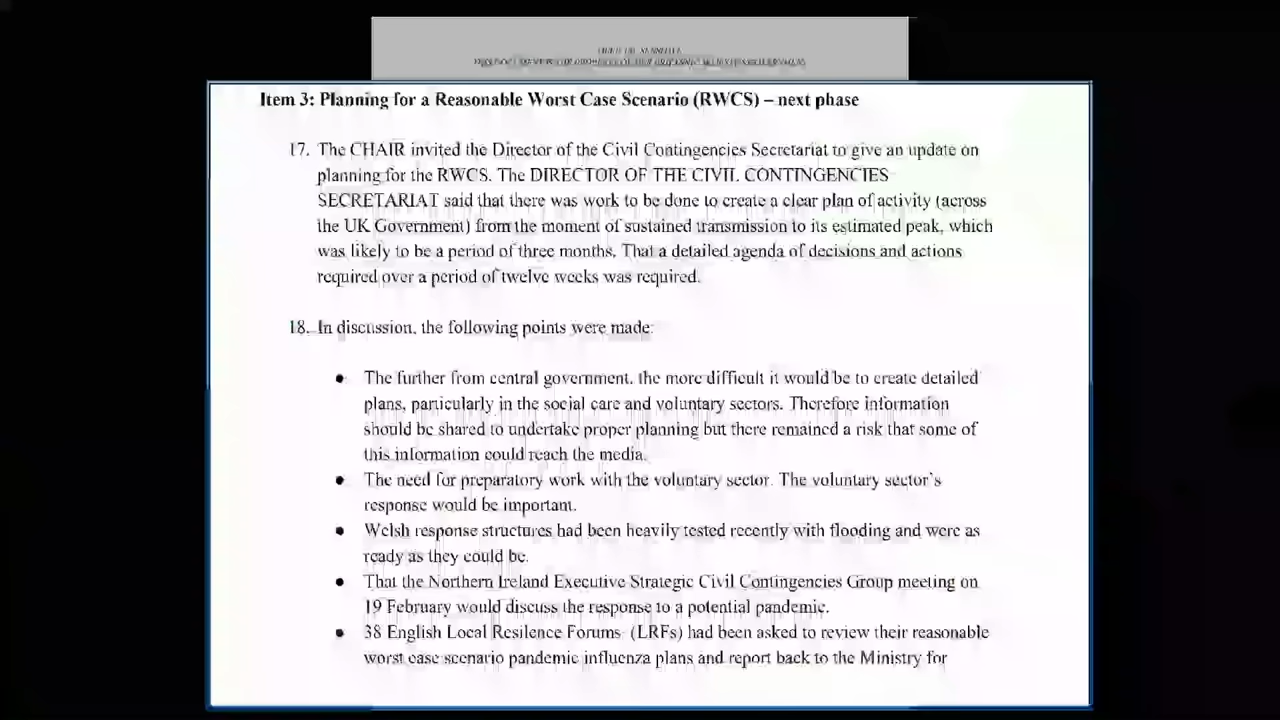 Item 3: Planning for a Reasonable Worst Case Scenario (RWCS) – next phase
17. The CHAIR invited the Director of the Civil Contingencies Secretariat to give an update on
planning for the RWCS. The DIRECTOR OF THE CIVIL CONTINGENCIES
SECRETARIAT said that there was work to be done to create a clear plan of activity (across
the UK Government) from the moment of sustained transmission to its estimated peak, which
was likely to be a period of three months. That a detailed agenda of decisions and actions
required over a period of twelve weeks was required.
18. In discussion, the following points were made:
● The further from central government, the more difficult it would be to create detailed
plans, particularly in the social care and voluntary sectors. Therefore information
should be shared to undertake proper planning but there remained a risk that some of
this information could reach the media.
● The need for preparatory work with the voluntary sector. The voluntary sector's
response would be important.
● Welsh response structures had been heavily tested recently with flooding and were as
ready as they could be.
● That the Northern Ireland Executive Strategic Civil Contingencies Group meeting on
19 February would discuss the response to a potential pandemic.
● 38 English Local Resilence Forums (LRFs) had been asked to review their reasonable
worst case scenario pandemic influenza plans and report back to the Ministry for